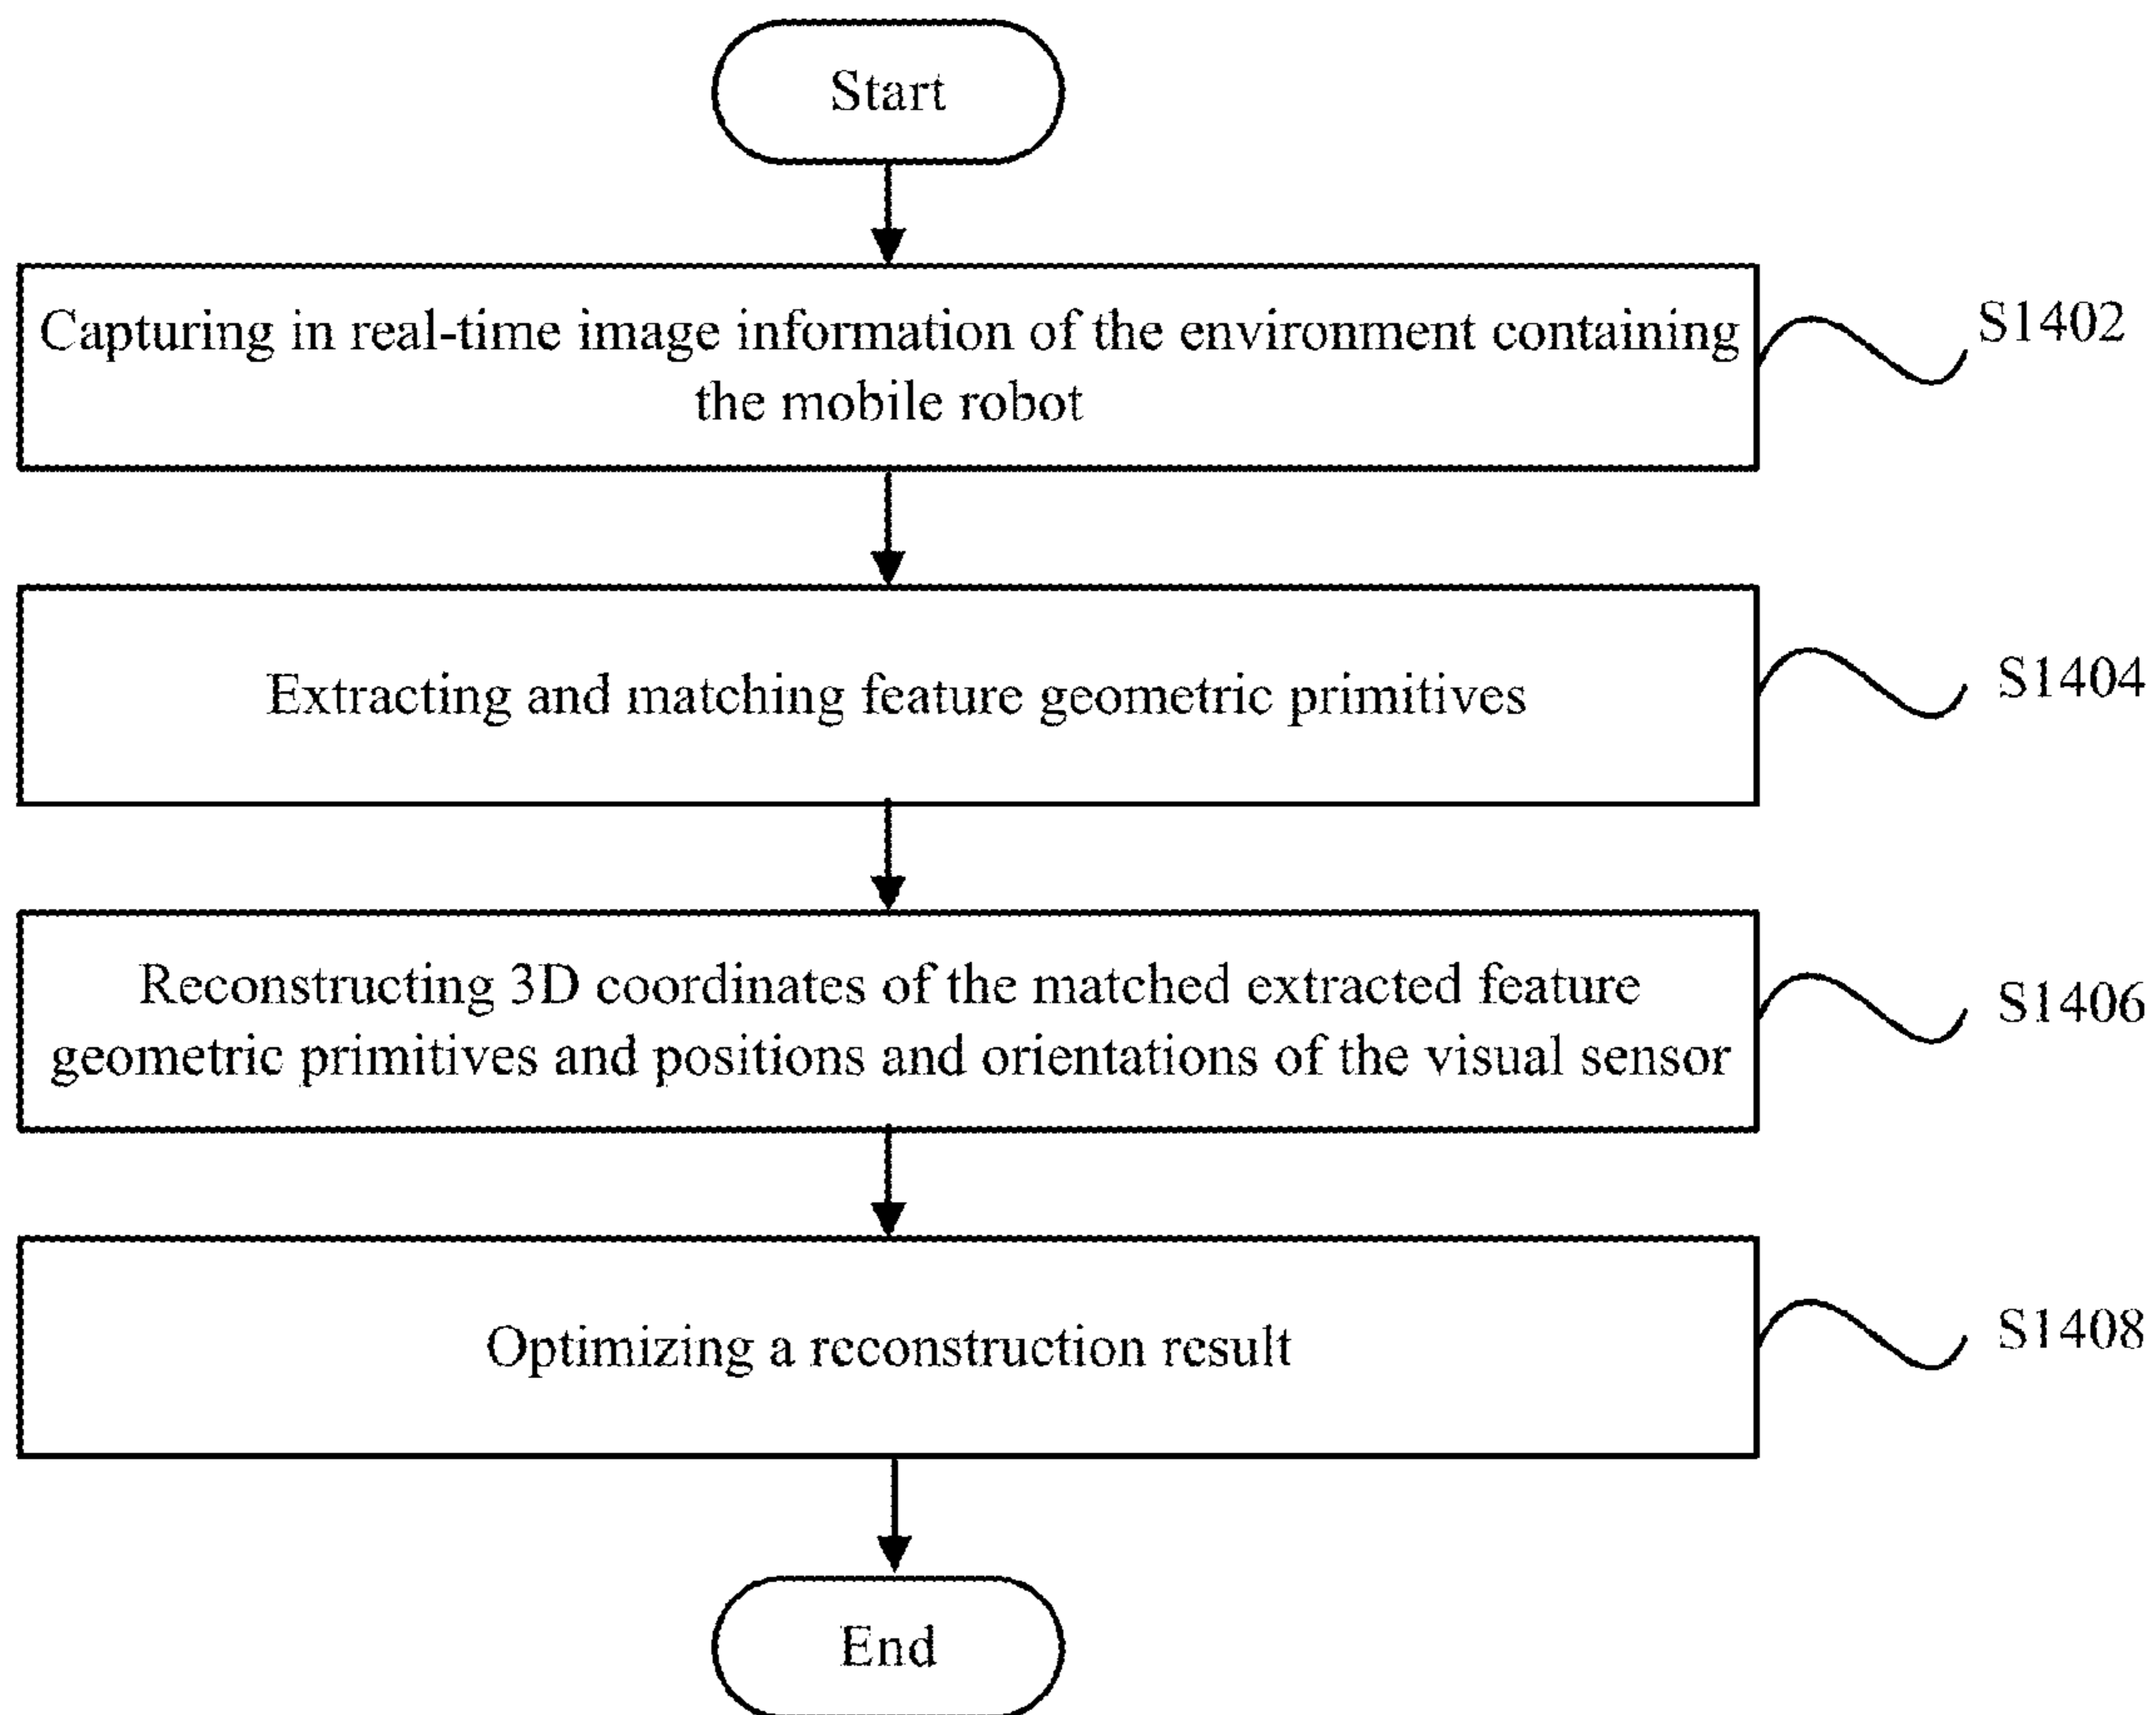 Start
Capturing in real-time image information of the environment containing
the mobile robot
S1402
Extracting and matching feature geometric primitives
S1404
Reconstructing 3D coordinates of the matched extracted feature
geometric primitives and positions and orientations of the visual sensor
S1406
Optimizing a reconstruction result
S1408
End